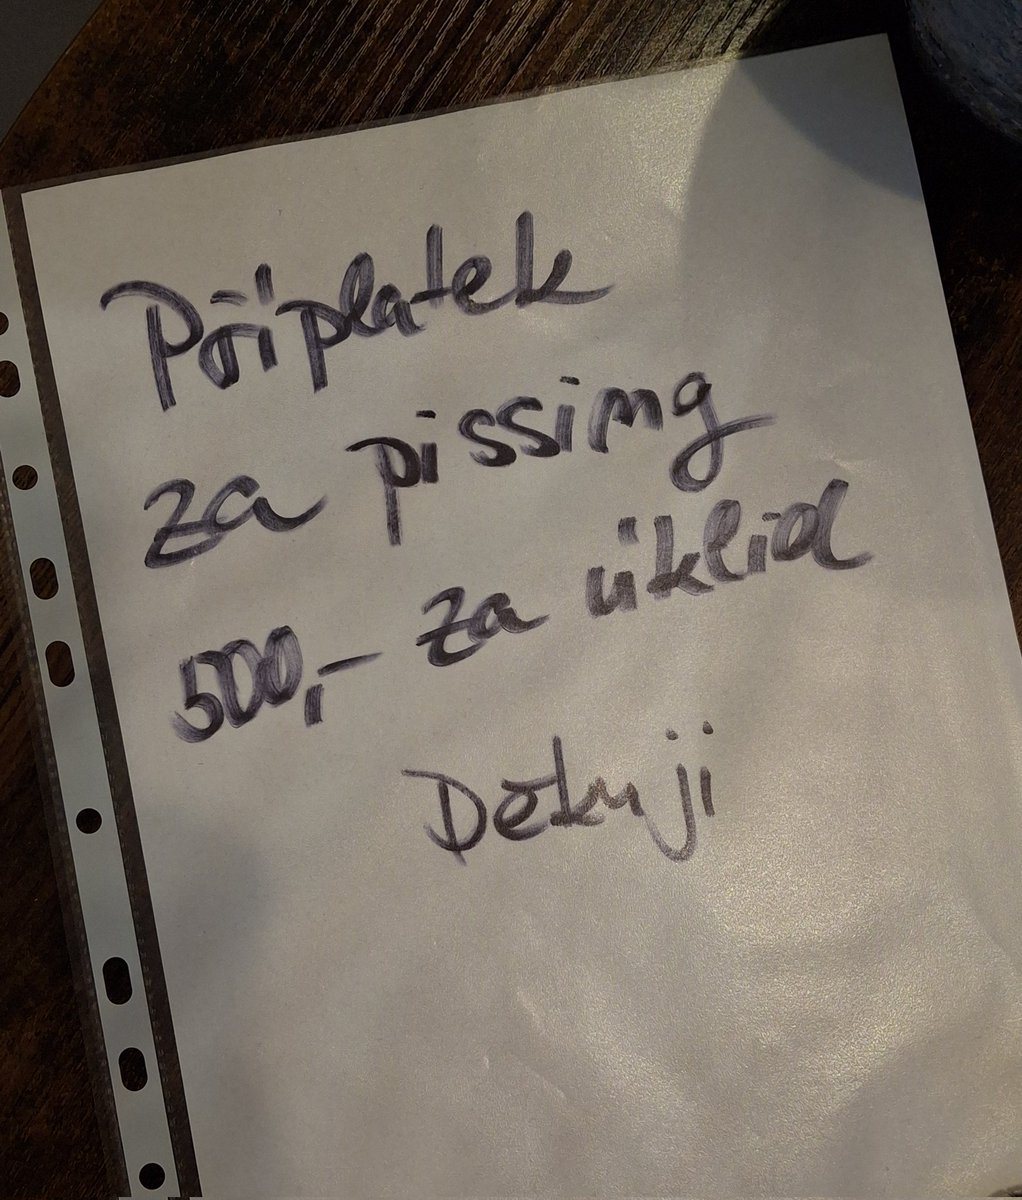 Příplatek
za pissing
500,- za úklid
Děkuji